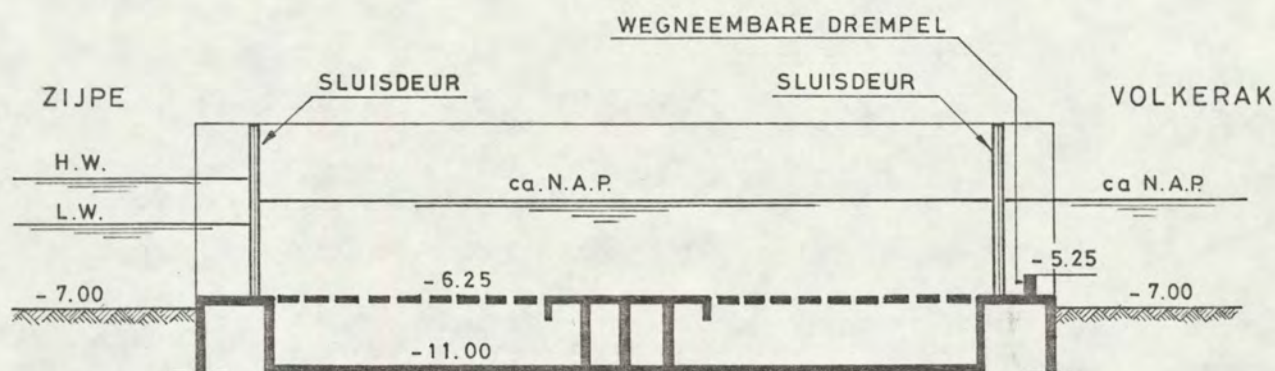 WEGNEEMBARE DREMPEL
ZIJPE
SLUISDEUR
SLUISDEUR
VOLKERAK
H.W.
ca. N.A.P.
ca N.A.P.
L.W.
- 5.25
- 6.25
- 7.00
- 7.00
-11.00